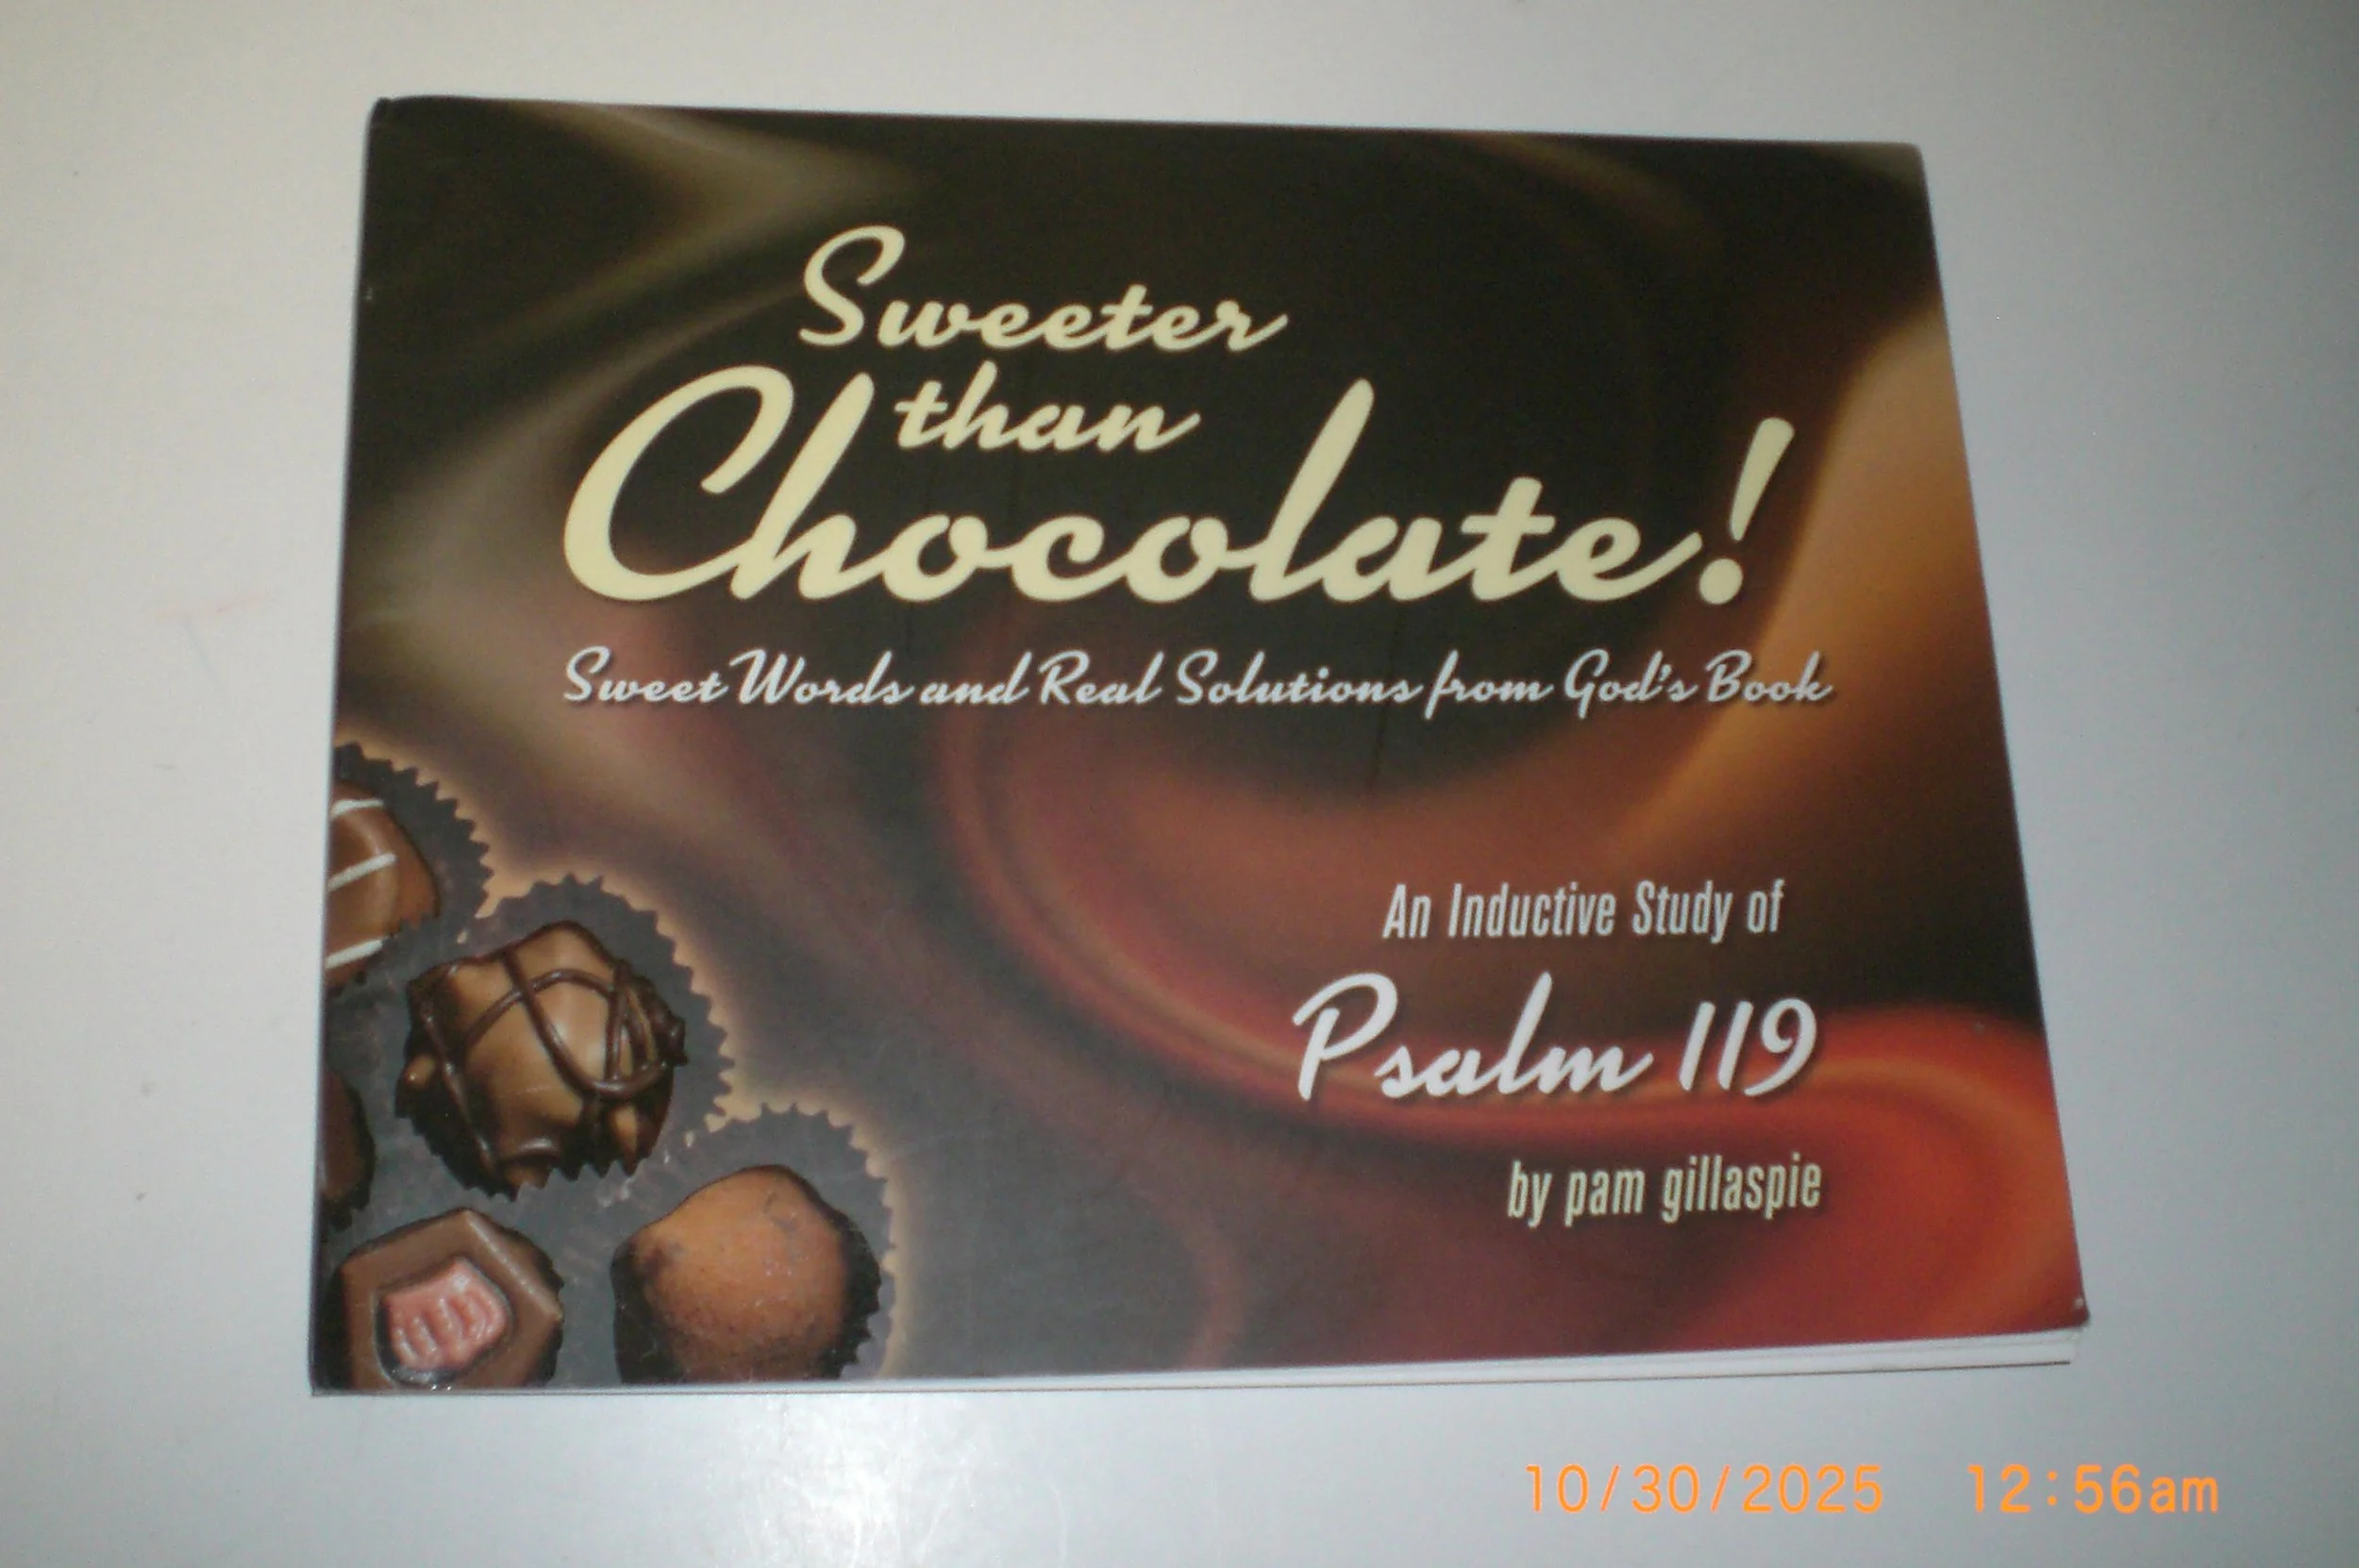 Sweeter
than
Chocolate!
Sweet Words and Real Solutions from God's Book
An Inductive Study of
Psalm 119
by pam gillaspie
10/30/2025 12:56am